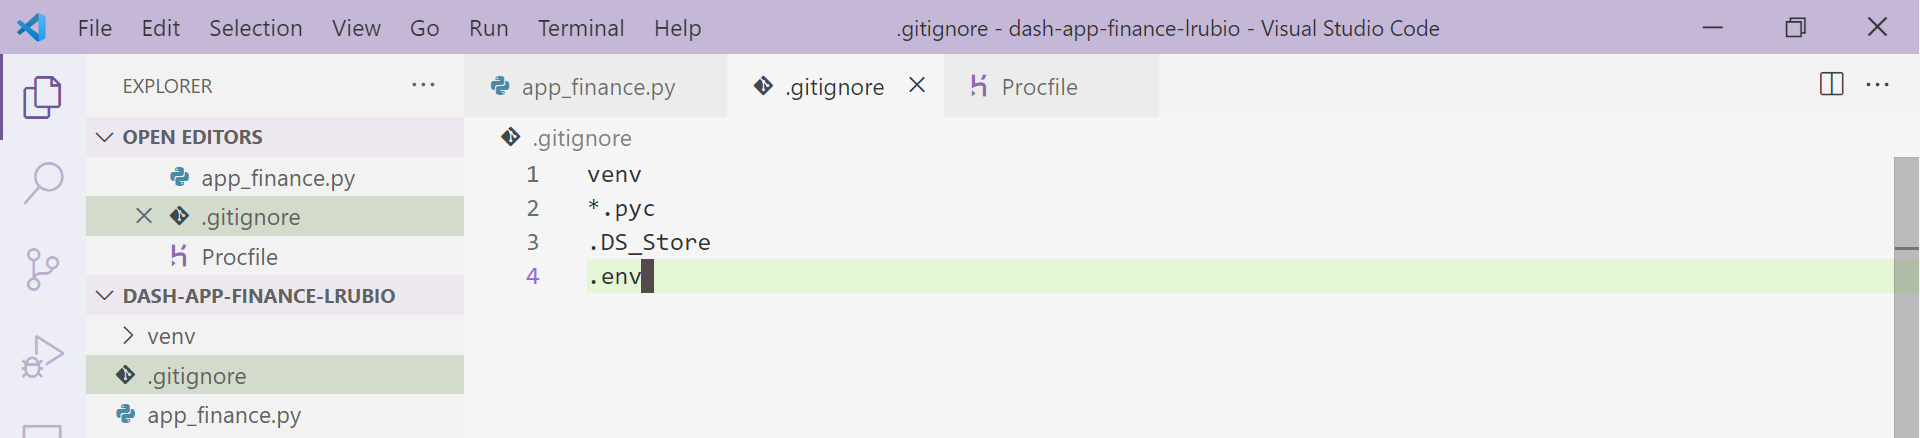 File Edit Selection View Go Run Terminal Help .gitignore - dash-app-finance-lrubio - Visual Studio Code
EXPLORER
OPEN EDITORS
app_finance.py
.gitignore
Procfile
DASH-APP-FINANCE-LRUBIO
venv
.gitignore
app_finance.py
app_finance.py .gitignore Procfile
.gitignore
1 venv
2 *.pyc
3 .DS_Store
4 .env